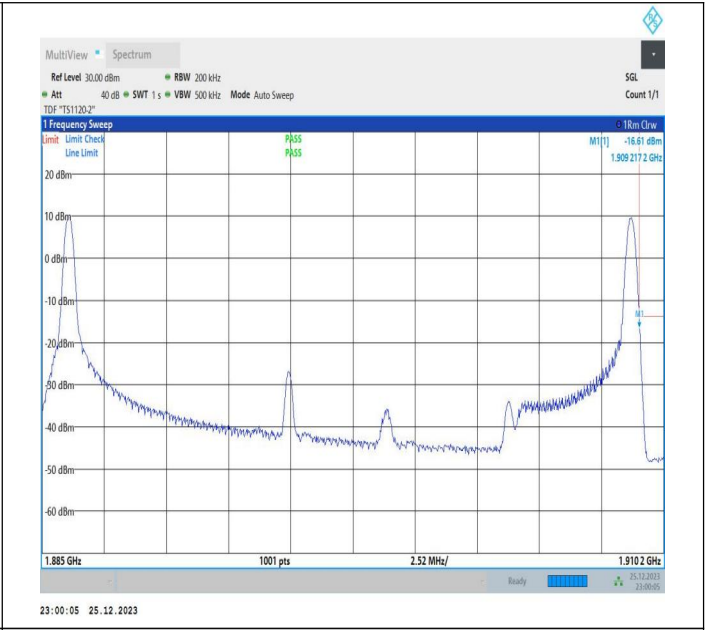 R&S
MultiView Spectrum
Ref Level 30.00 dBm RBW 200 kHz SGL
Att 40 dB SWT 1 s VBW 500 kHz Mode Auto Sweep Count 1/1
TDF "TS1120-2"
1 Frequency Sweep 1Rm Clrw
Limit Limit Check PASS M1[1] -16.61 dBm
Line Limit PASS 1.909 217 2 GHz
20 dBm
10 dBm
0 dBm
-10 dBm
M1
-20 dBm
-30 dBm
-40 dBm
-50 dBm
-60 dBm
1.885 GHz 1001 pts 2.52 MHz/ 1.910 2 GHz
Ready 25.12.2023
23:00:05
23:00:05 25.12.2023